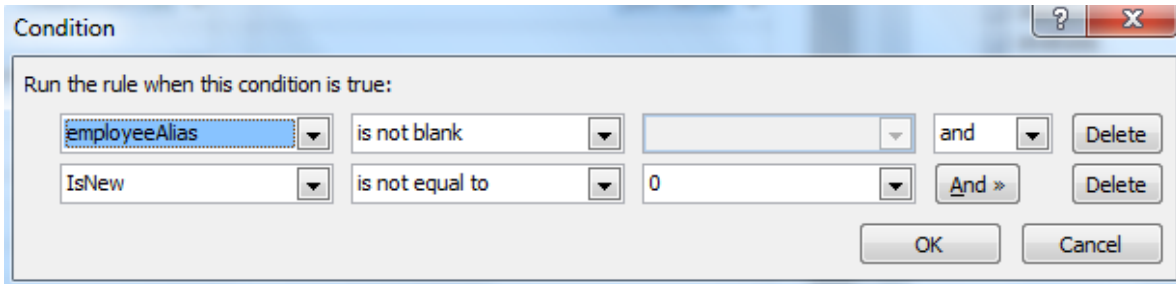 Condition
?
X
Run the rule when this condition is true:
employeeAlias is not blank and Delete
IsNew is not equal to 0 And » Delete
OK Cancel